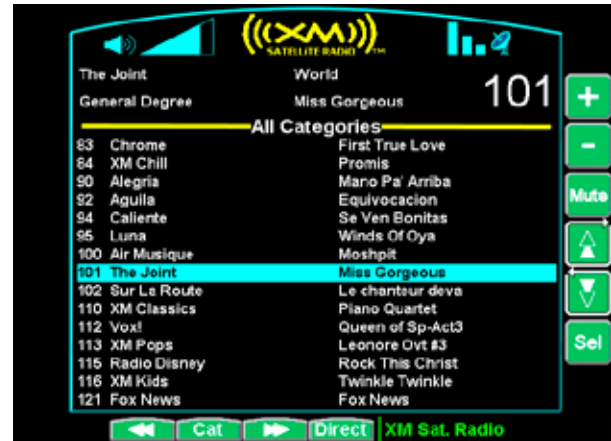 (((XM)))
SATELLITE RADIO TM
The Joint World 101
General Degree Miss Gorgeous
All Categories
83 Chrome First True Love
84 XM Chill Promis
90 Alegria Mano Pa' Arriba
92 Aguila Equivocacion
94 Caliente Se Ven Bonitas
95 Luna Winds Of Oya
100 Air Musique Moshpit
101 The Joint Miss Gorgeous
102 Sur La Route Le chanteur deva
110 XM Classics Piano Quartet
112 Vox! Queen of Sp-Act3
113 XM Pops Leonore Ovt #3
115 Radio Disney Rock This Christ
116 XM Kids Twinkle Twinkle
121 Fox News Fox News
+
-
Mute
Sel
Cat Direct XM Sat. Radio